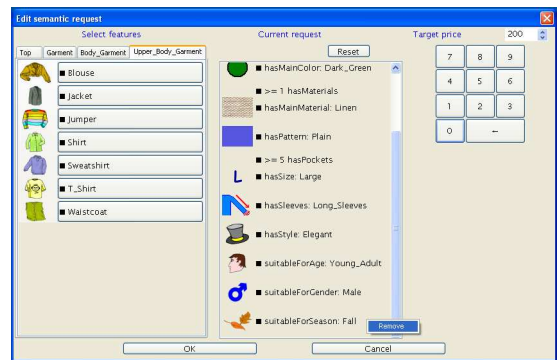 Edit semantic request
Select features
Current request
Target price
200
Top
Garment
Body_Garment
Upper_Body_Garment
Blouse
Jacket
Jumper
Shirt
Sweatshirt
T_Shirt
Waistcoat
Reset
hasMainColor: Dark_Green
>= 1 hasMaterials
hasMainMaterial: Linen
hasPattern: Plain
>= 5 hasPockets
L
hasSize: Large
hasSleeves: Long_Sleeves
hasStyle: Elegant
suitableForAge: Young_Adult
suitableForGender: Male
suitableForSeason: Fall
Remove
7 8 9
4 5 6
1 2 3
0 ←
OK
Cancel